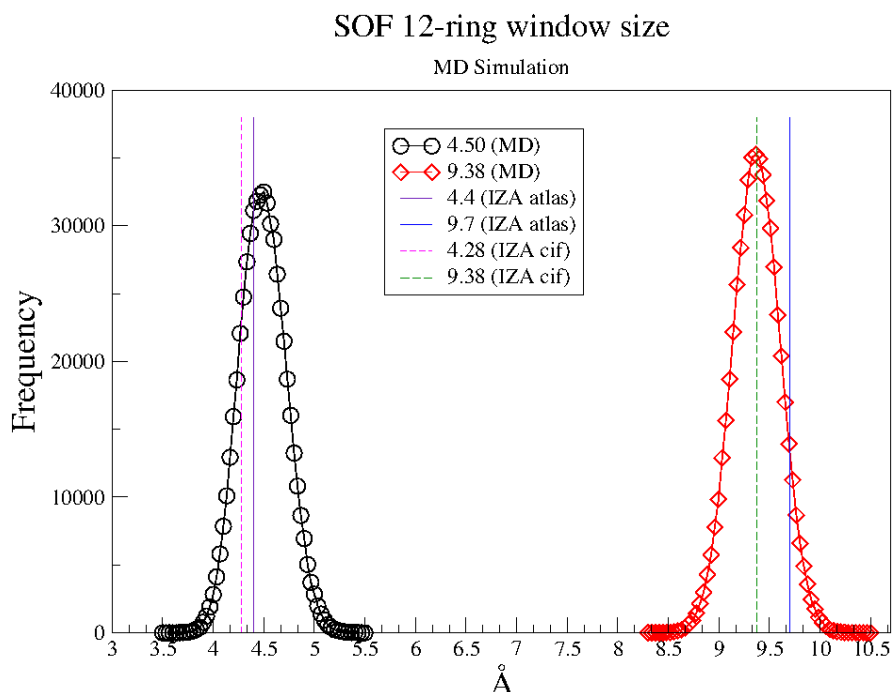 SOF 12-ring window size
MD Simulation
40000
30000
20000
10000
0
Frequency
4.50 (MD)
9.38 (MD)
4.4 (IZA atlas)
9.7 (IZA atlas)
4.28 (IZA cif)
9.38 (IZA cif)
3 3.5 4 4.5 5 5.5 6 6.5 7 7.5 8 8.5 9 9.5 10 10.5
Å